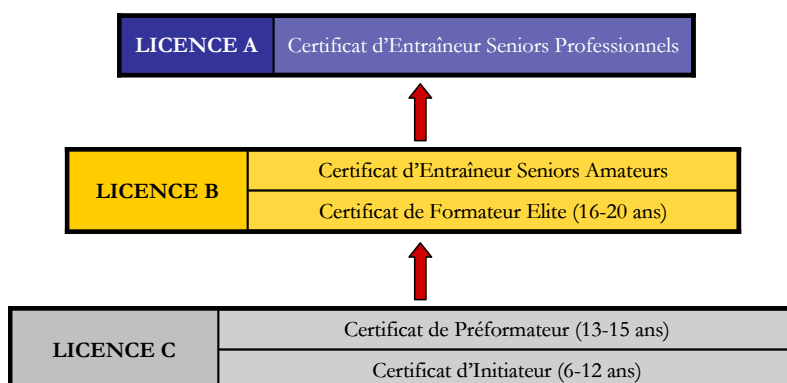 LICENCE A Certificat d'Entraîneur Seniors Professionnels
Certificat d'Entraîneur Seniors Amateurs
LICENCE B
Certificat de Formateur Elite (16-20 ans)
Certificat de Préformateur (13-15 ans)
LICENCE C
Certificat d'Initiateur (6-12 ans)